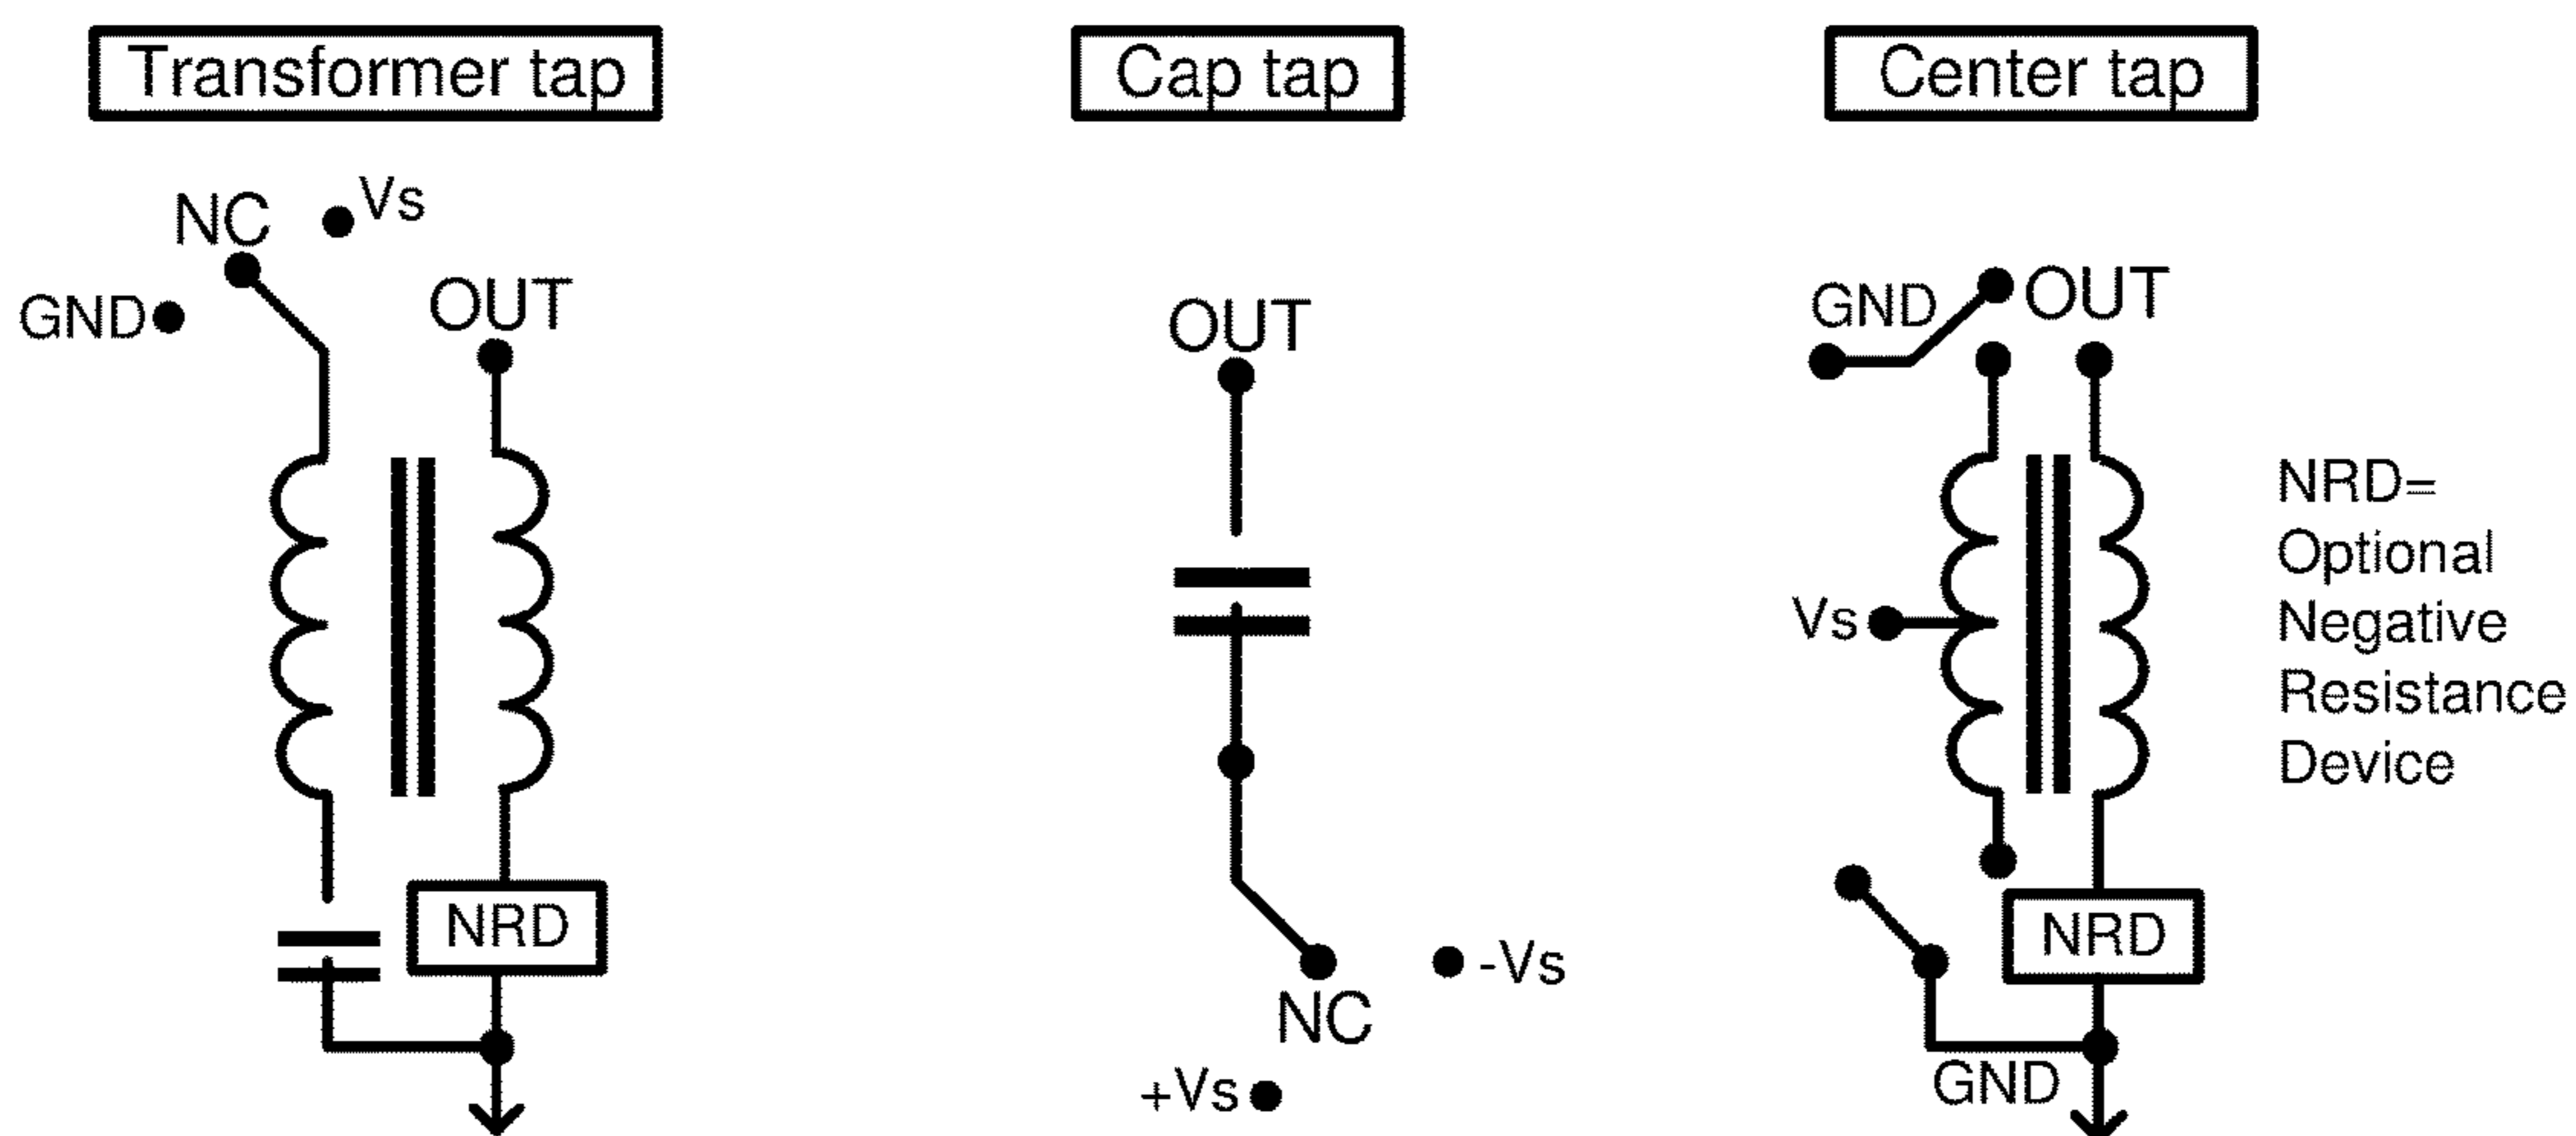 Transformer tap
NC
Vs
GND
OUT
NRD
Cap tap
OUT
NC
-Vs
+Vs
Center tap
GND
OUT
Vs
NRD
GND
NRD=
Optional
Negative
Resistance
Device